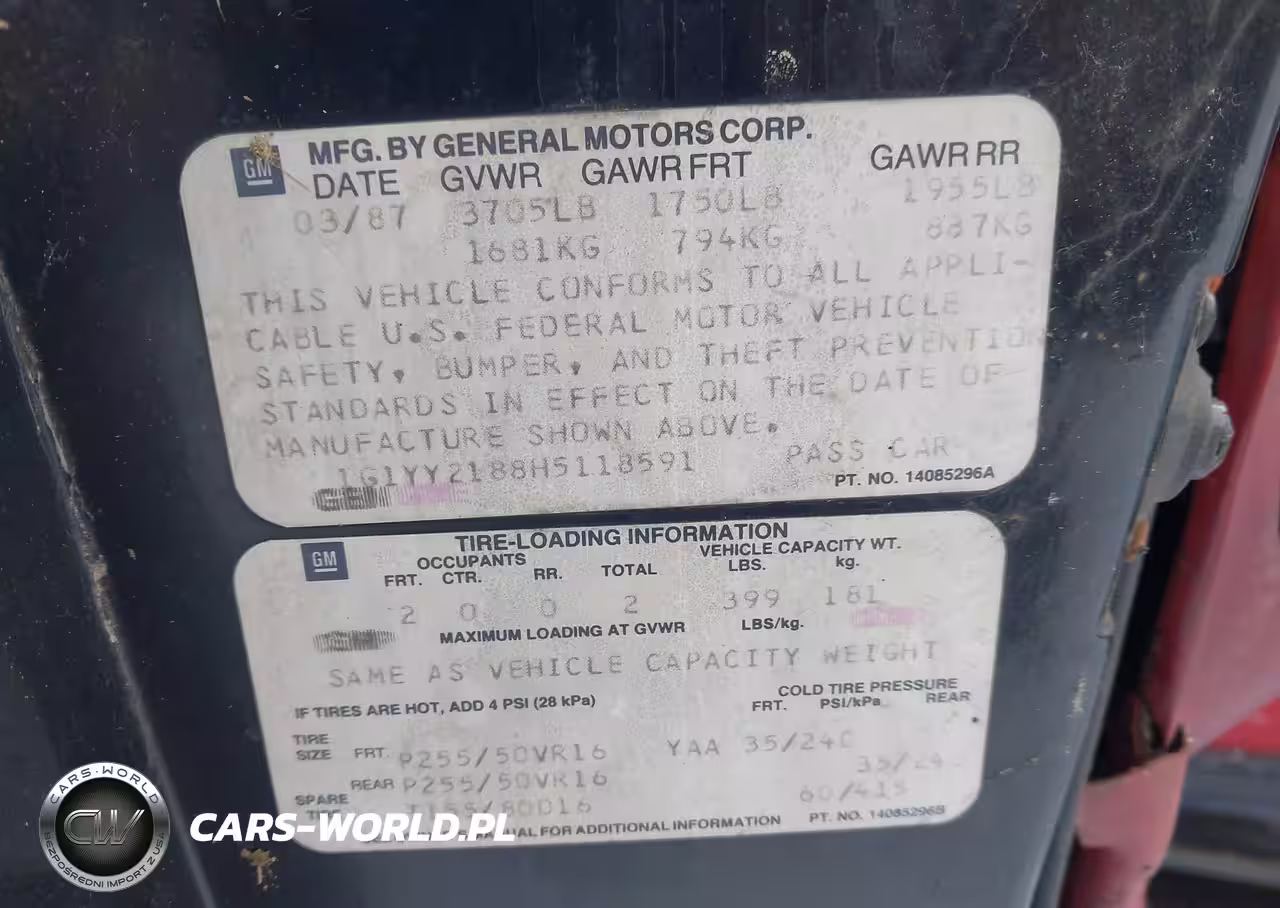 GM MFG. BY GENERAL MOTORS CORP.
DATE GVWR GAWR FRT GAWR RR
03/87 3705LB 1750LB 1955LB
1681KG 794KG 887KG
THIS VEHICLE CONFORMS TO ALL APPLI-
CABLE U.S. FEDERAL MOTOR VEHICLE
SAFETY, BUMPER, AND THEFT PREVENTION
STANDARDS IN EFFECT ON THE DATE OF
MANUFACTURE SHOWN ABOVE.
1G1YY2188H5118591 PASS CAR
PT. NO. 14085296A
GM TIRE-LOADING INFORMATION
OCCUPANTS VEHICLE CAPACITY WT.
FRT. CTR. RR. TOTAL LBS. kg.
2 0 0 2 399 181
MAXIMUM LOADING AT GVWR LBS/kg.
SAME AS VEHICLE CAPACITY WEIGHT
IF TIRES ARE HOT, ADD 4 PSI (28 kPa) COLD TIRE PRESSURE
FRT. PSI/kPa REAR
TIRE
SIZE FRT. P255/50VR16 YAA 35/240
REAR P255/50VR16
SPARE T155/80D16 60/415
FOR ADDITIONAL INFORMATION PT. NO. 14085296B
CARS-WORLD
CW
BEZPOŚREDNI IMPORT Z USA
CARS-WORLD.PL